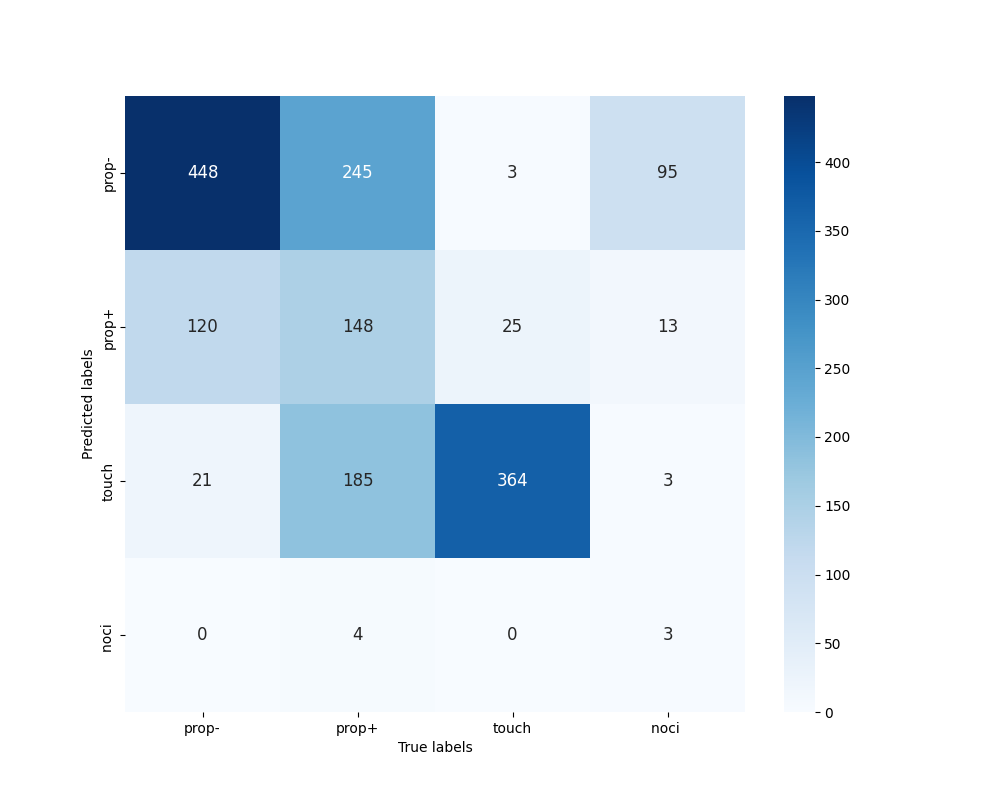 prop-
448 245 3 95
prop+
120 148 25 13
touch
21 185 364 3
noci
0 4 0 3
Predicted labels
prop- prop+ touch noci
True labels
400
350
300
250
200
150
100
50
0